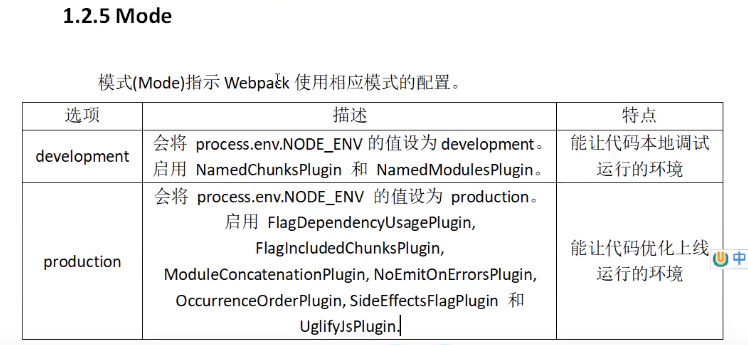 1.2.5 Mode
模式(Mode)指示 Webpack 使用相应模式的配置。
选项 描述 特点
development
会将 process.env.NODE_ENV 的值设为 development。
启用 NamedChunksPlugin 和 NamedModulesPlugin。
能让代码本地调试
运行的环境
production
会将 process.env.NODE_ENV 的值设为 production。
启用 FlagDependencyUsagePlugin,
FlagIncludedChunksPlugin,
ModuleConcatenationPlugin, NoEmitOnErrorsPlugin,
OccurrenceOrderPlugin, SideEffectsFlagPlugin 和
UglifyJsPlugin.
能让代码优化上线
运行的环境
中